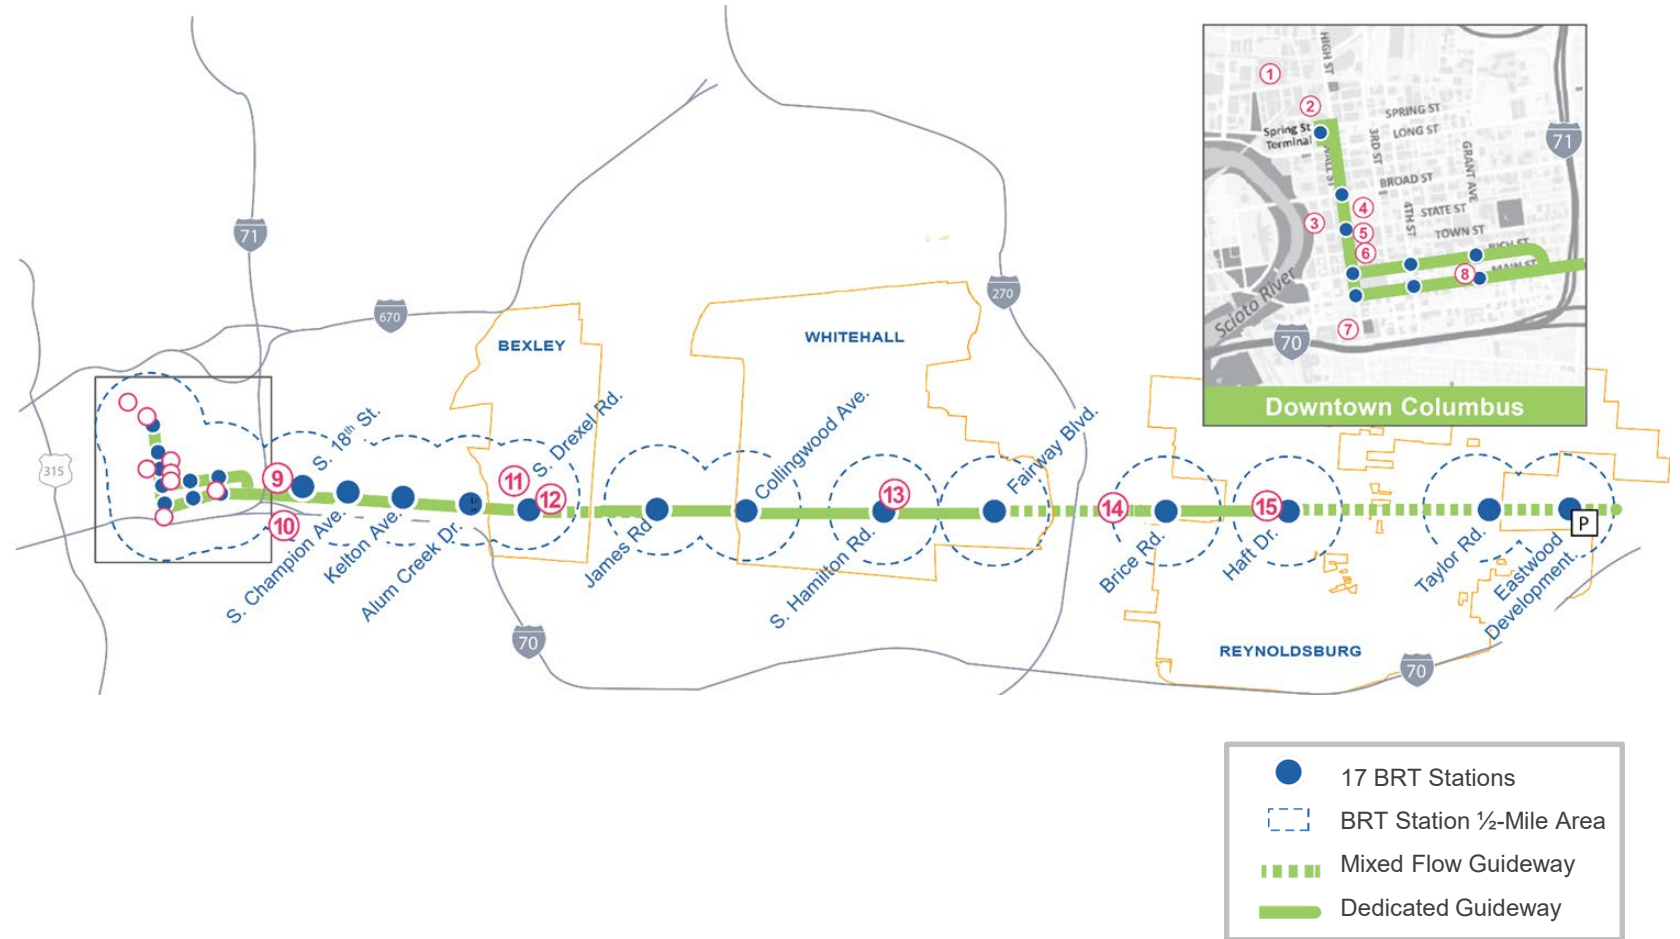 HIGH ST
1
2
SPRING ST
LONG ST
Spring St
Terminal
WALL ST
3RD ST
GRANT AVE
71
BROAD ST
3
4
4TH ST
STATE ST
5
TOWN ST
6
RICH ST
8
MAIN ST
Scioto River
7
70
Downtown Columbus
71
670
270
315
BEXLEY
WHITEHALL
REYNOLDSBURG
9
10
11
12
13
14
15
S. 18th St.
S. Drexel Rd.
Collingwood Ave.
Fairway Blvd.
S. Champion Ave.
Kelton Ave.
Alum Creek Dr.
James Rd
S. Hamilton Rd.
Brice Rd.
Haft Dr.
Taylor Rd.
Eastwood
Development.
P
70
70
17 BRT Stations
BRT Station ½-Mile Area
Mixed Flow Guideway
Dedicated Guideway